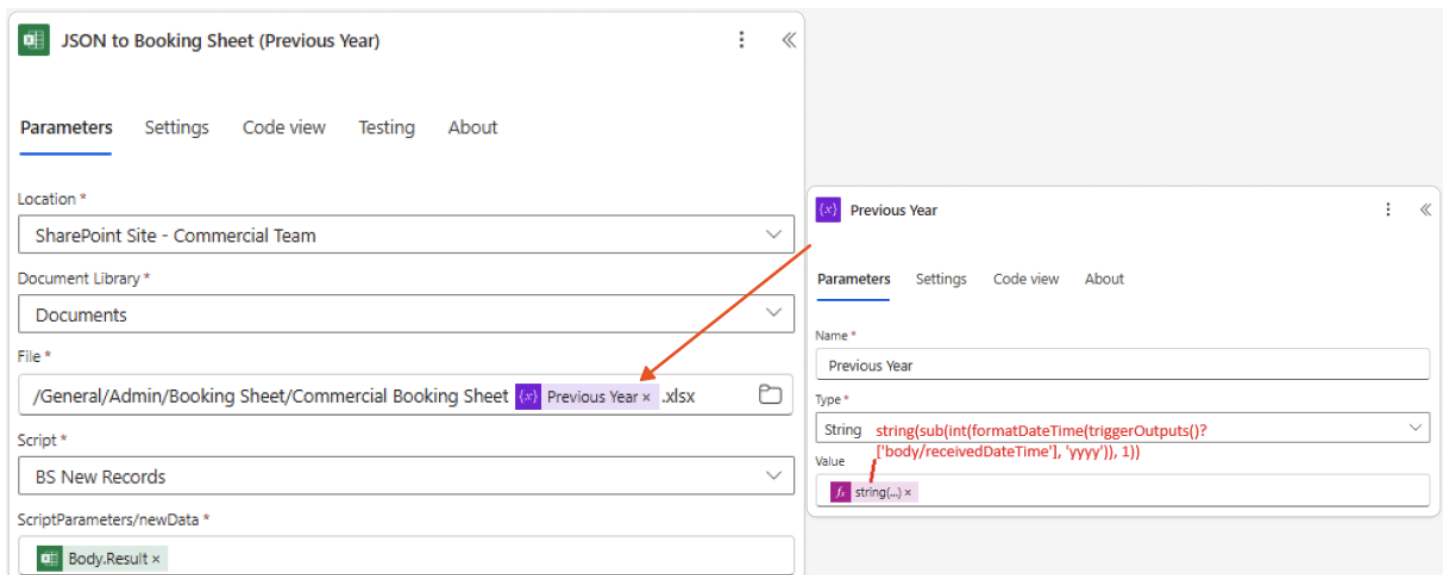 JSON to Booking Sheet (Previous Year)
Parameters Settings Code view Testing About
Location *
SharePoint Site - Commercial Team
Document Library *
Documents
File *
/General/Admin/Booking Sheet/Commercial Booking Sheet {x} Previous Year × .xlsx
Script *
BS New Records
ScriptParameters/newData *
Body.Result ×
{x} Previous Year
Parameters Settings Code view About
Name *
Previous Year
Type *
String string(sub(int(formatDateTime(triggerOutputs()?
['body/receivedDateTime'], 'yyyy')), 1))
Value
fx string(...) ×